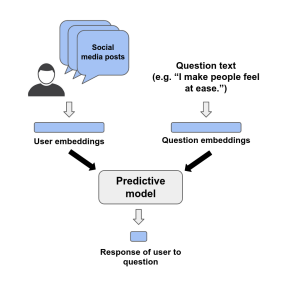 Social
media posts
Question text
(e.g. “I make people feel
at ease.”)
User embeddings
Question embeddings
Predictive
model
Response of user to
question